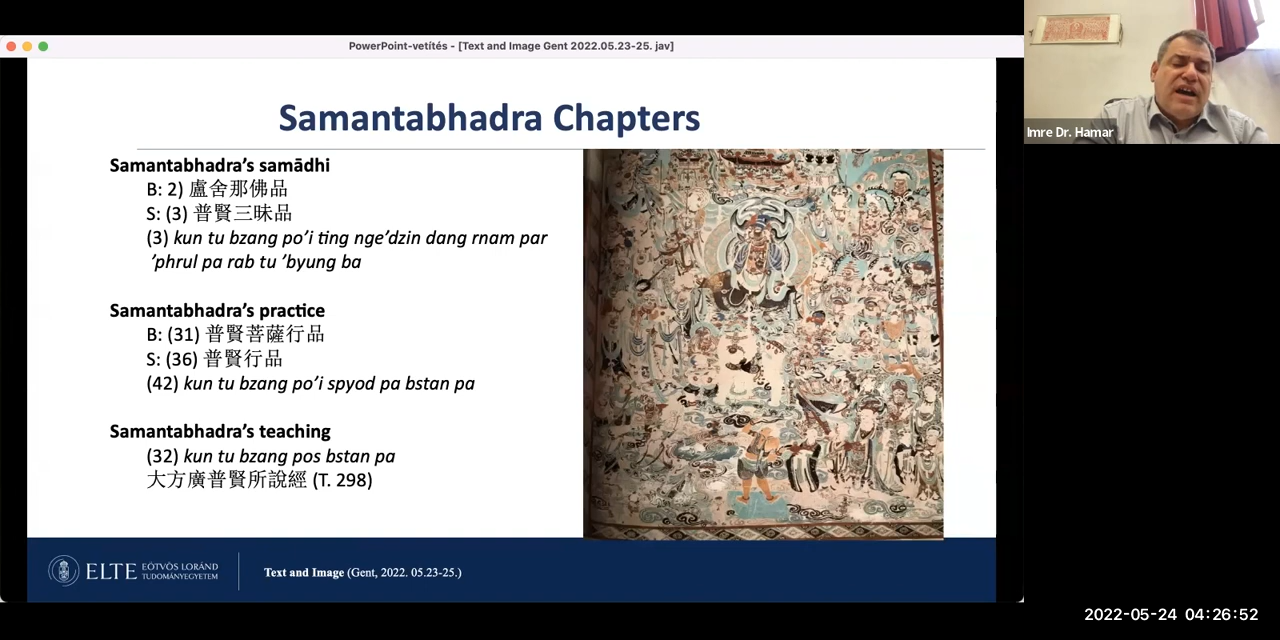 PowerPoint-vetítés - [Text and Image Gent 2022.05.23-25. jav]
Samantabhadra Chapters
Samantabhadra's samādhi
B: 2) 盧舍那佛品
S: (3) 普賢三昧品
(3) kun tu bzang po'i ting nge'dzin dang rnam par
'phrul pa rab tu 'byung ba
Samantabhadra's practice
B: (31) 普賢菩薩行品
S: (36) 普賢行品
(42) kun tu bzang po'i spyod pa bstan pa
Samantabhadra's teaching
(32) kun tu bzang pos bstan pa
大方廣普賢所說經 (T. 298)
ELTE EÖTVÖS LORÁND
TUDOMÁNYEGYETEM
Text and Image (Gent, 2022. 05.23-25.)
Imre Dr. Hamar
2022-05-24 04:26:52